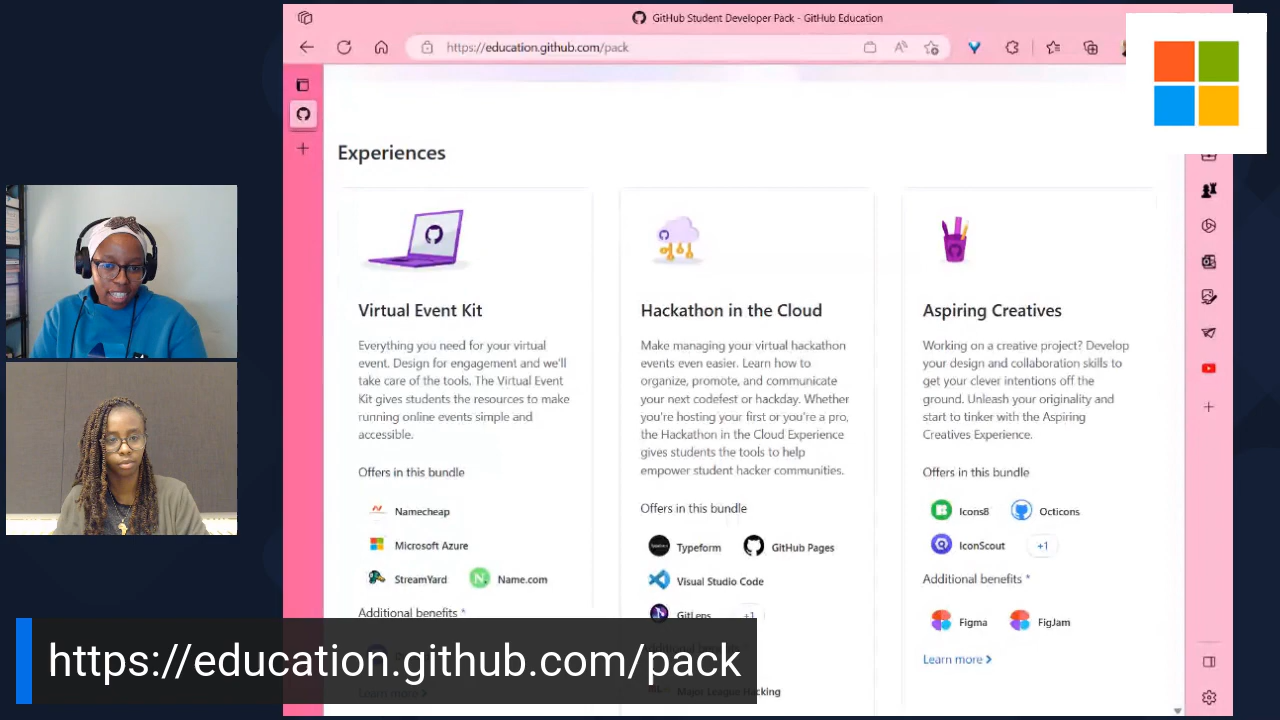 GitHub Student Developer Pack - GitHub Education
https://education.github.com/pack
Experiences
Virtual Event Kit
Everything you need for your virtual
event. Design for engagement and we'll
take care of the tools. The Virtual Event
Kit gives students the resources to make
running online events simple and
accessible.
Offers in this bundle
Namecheap
Microsoft Azure
StreamYard
Name.com
Additional benefits *
Learn more >
Hackathon in the Cloud
Make managing your virtual hackathon
events even easier. Learn how to
organize, promote, and communicate
your next codefest or hackday. Whether
you're hosting your first or you're a pro,
the Hackathon in the Cloud Experience
gives students the tools to help
empower student hacker communities.
Offers in this bundle
Typeform
GitHub Pages
Visual Studio Code
GitLens
+1
Major League Hacking
Aspiring Creatives
Working on a creative project? Develop
your design and collaboration skills to
get your clever intentions off the
ground. Unleash your originality and
start to tinker with the Aspiring
Creatives Experience.
Offers in this bundle
Icons8
Octicons
IconScout
+1
Additional benefits *
Figma
FigJam
Learn more >
https://education.github.com/pack